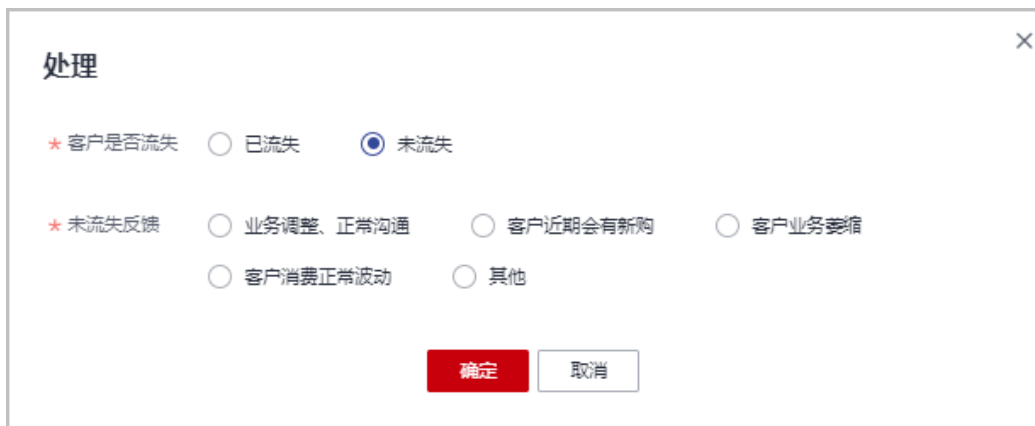 处理
* 客户是否流失 已流失 未流失
* 未流失反馈 业务调整、正常沟通 客户近期会有新购 客户业务萎缩
客户消费正常波动 其他
确定 取消